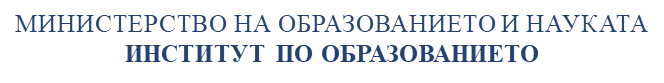 МИНИСТЕРСТВО НА ОБРАЗОВАНИЕТО И НАУКАТА
ИНСТИТУТ ПО ОБРАЗОВАНИЕТО